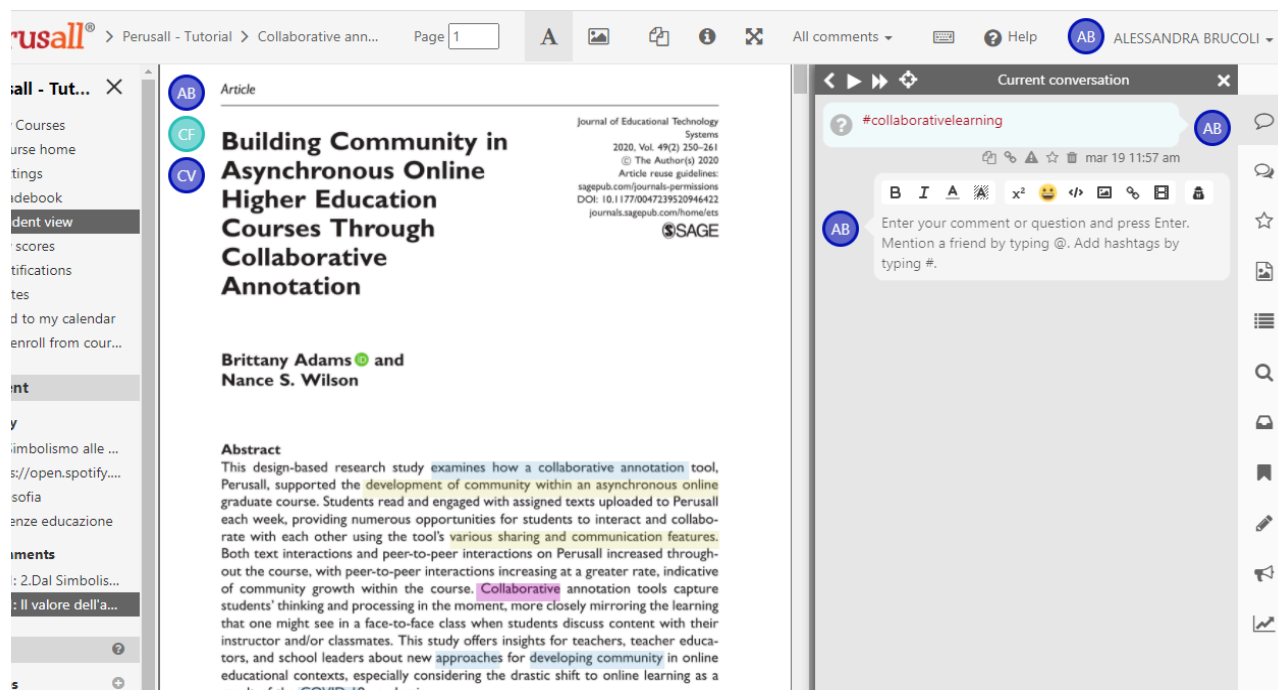 rusall®
> Perusall - Tutorial > Collaborative ann...
Page 1
A
All comments
Help
AB
ALESSANDRA BRUCOLI
sall - Tut...
Courses
urse home
tings
adebook
dent view
scores
tifications
tes
d to my calendar
enroll from cour...
ent
y
Simbolismo alle ...
s://open.spotify....
sofia
enze educazione
nments
: 2.Dal Simbolis...
: Il valore dell'a...
s
AB
CF
CV
Article
Building Community in
Asynchronous Online
Higher Education
Courses Through
Collaborative
Annotation
Journal of Educational Technology
Systems
2020, Vol. 49(2) 250–261
© The Author(s) 2020
Article reuse guidelines:
sagepub.com/journals-permissions
DOI: 10.1177/0047239520946422
journals.sagepub.com/home/ets
SAGE
Brittany Adams iD and
Nance S. Wilson
Abstract
This design-based research study examines how a collaborative annotation tool,
Perusall, supported the development of community within an asynchronous online
graduate course. Students read and engaged with assigned texts uploaded to Perusall
each week, providing numerous opportunities for students to interact and collabo-
rate with each other using the tool's various sharing and communication features.
Both text interactions and peer-to-peer interactions on Perusall increased through-
out the course, with peer-to-peer interactions increasing at a greater rate, indicative
of community growth within the course. Collaborative annotation tools capture
students' thinking and processing in the moment, more closely mirroring the learning
that one might see in a face-to-face class when students discuss content with their
instructor and/or classmates. This study offers insights for teachers, teacher educa-
tors, and school leaders about new approaches for developing community in online
educational contexts, especially considering the drastic shift to online learning as a
Current conversation
#collaborativelearning
AB
mar 19 11:57 am
B I A x²
AB
Enter your comment or question and press Enter.
Mention a friend by typing @. Add hashtags by
typing #.